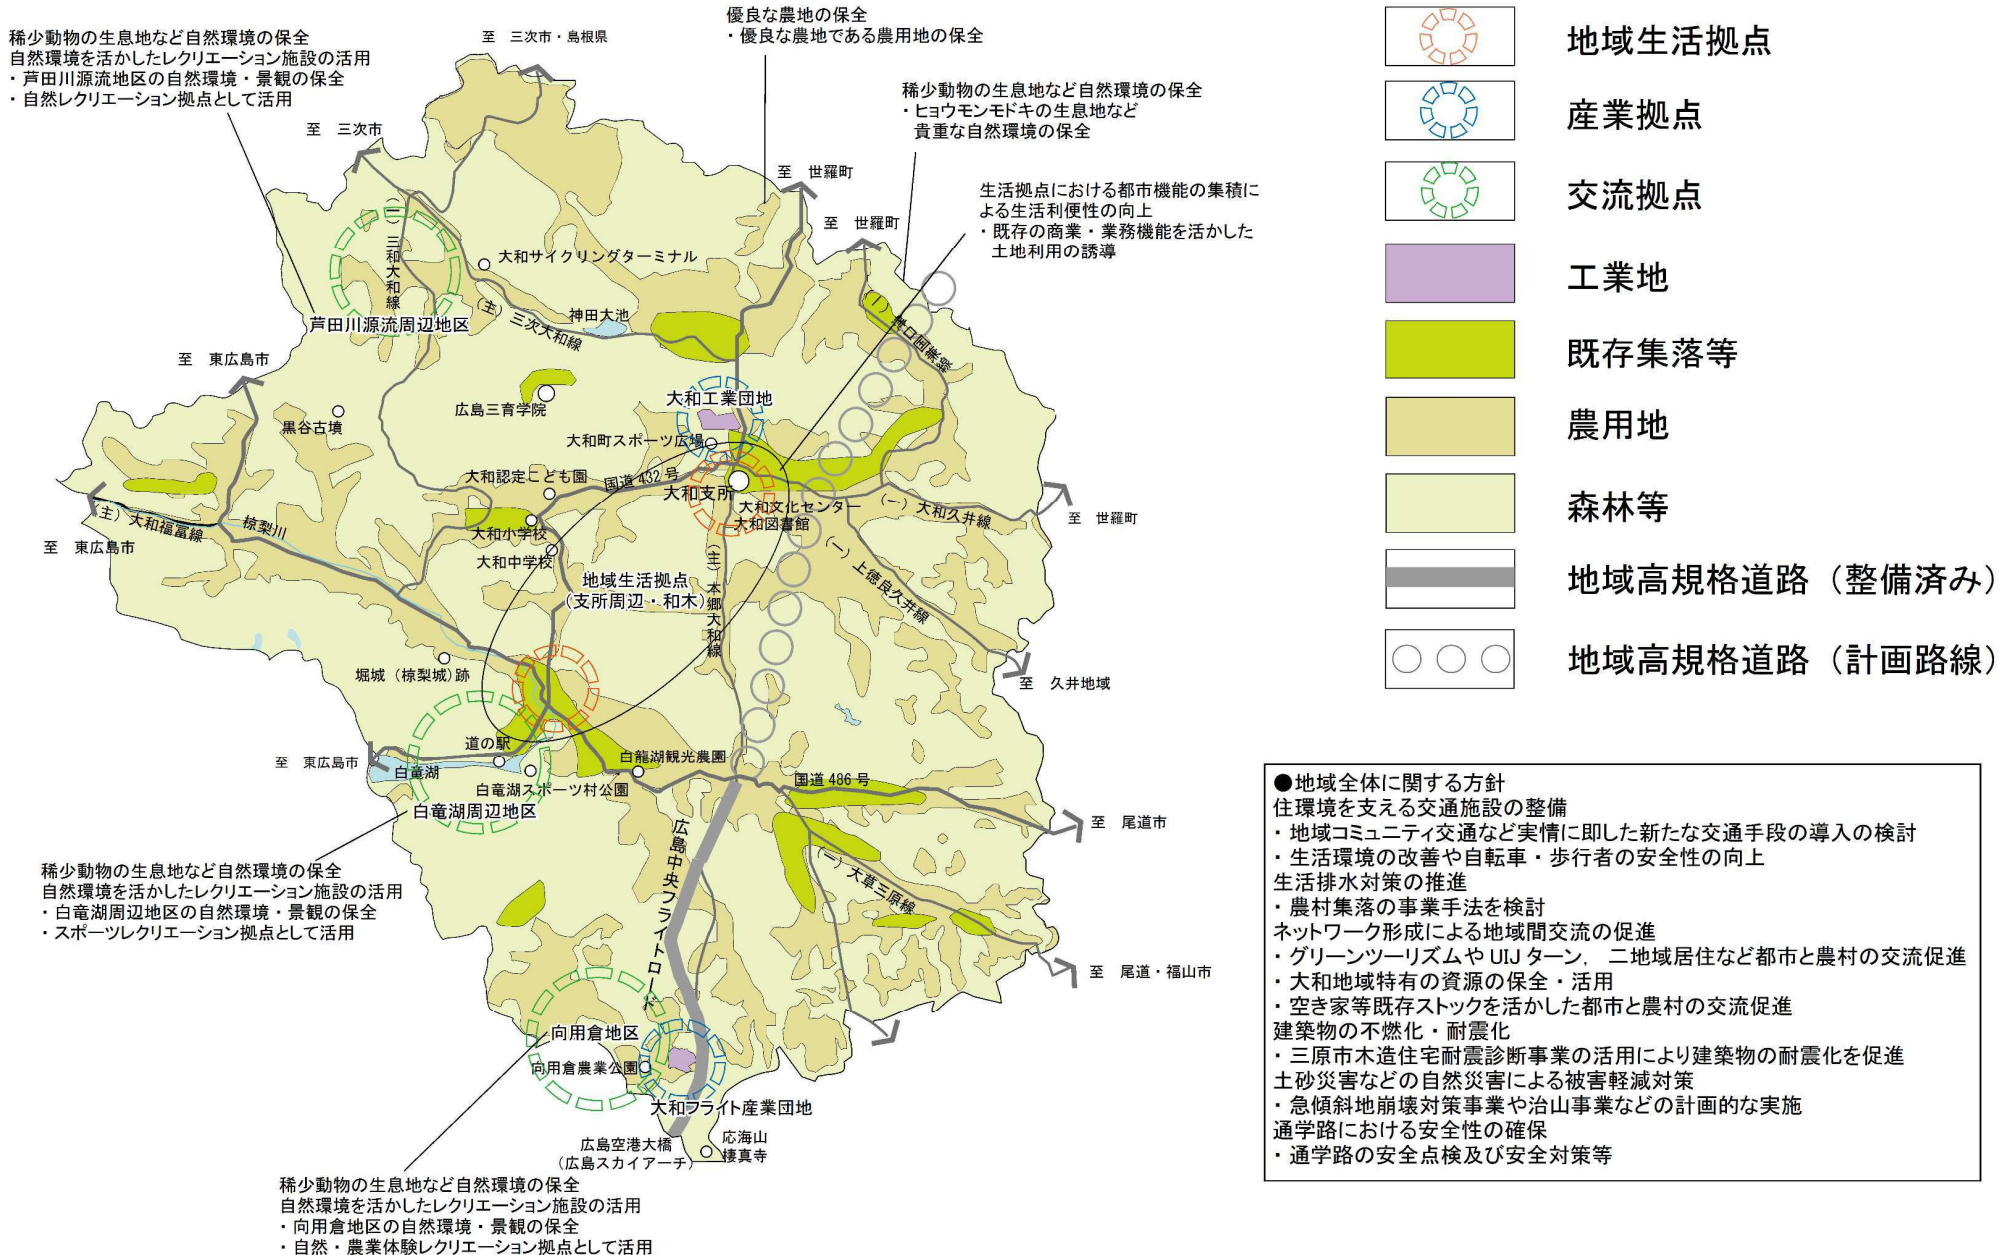 稀少動物の生息地など自然環境の保全
自然環境を活かしたレクリエーション施設の活用
・芦田川源流地区の自然環境・景観の保全
・自然レクリエーション拠点として活用
優良な農地の保全
・優良な農地である農用地の保全
稀少動物の生息地など自然環境の保全
・ヒョウモンモドキの生息地など
貴重な自然環境の保全
生活拠点における都市機能の集積に
よる生活利便性の向上
・既存の商業・業務機能を活かした
土地利用の誘導
至 三次市・島根県
至 三次市
至 世羅町
至 世羅町
(一)三和大和線
大和サイクリングターミナル
(主)三次大和線
神田大池
芦田川源流周辺地区
(一)津口国兼線
至 東広島市
黒谷古墳
広島三育学院
大和工業団地
大和町スポーツ広場
大和認定こども園
国道432号
大和支所
大和文化センター
大和図書館
(一)大和久井線
至 世羅町
(主)大和福富線
椋梨川
至 東広島市
大和小学校
大和中学校
地域生活拠点
(支所周辺・和木)
(主)本郷大和線
(一)上徳良久井線
至 久井地域
堀城(椋梨城)跡
道の駅
至 東広島市
白竜湖
白龍湖観光農園
白竜湖スポーツ村公園
白竜湖周辺地区
国道486号
至 尾道市
(一)大草三原線
至 尾道・福山市
広島中央フライトロード
稀少動物の生息地など自然環境の保全
自然環境を活かしたレクリエーション施設の活用
・白竜湖周辺地区の自然環境・景観の保全
・スポーツレクリエーション拠点として活用
向用倉地区
向用倉農業公園
大和フライト産業団地
広島空港大橋
(広島スカイアーチ)
応海山
棲真寺
稀少動物の生息地など自然環境の保全
自然環境を活かしたレクリエーション施設の活用
・向用倉地区の自然環境・景観の保全
・自然・農業体験レクリエーション拠点として活用
地域生活拠点
産業拠点
交流拠点
工業地
既存集落等
農用地
森林等
地域高規格道路(整備済み)
地域高規格道路(計画路線)
●地域全体に関する方針
住環境を支える交通施設の整備
・地域コミュニティ交通など実情に即した新たな交通手段の導入の検討
・生活環境の改善や自転車・歩行者の安全性の向上
生活排水対策の推進
・農村集落の事業手法を検討
ネットワーク形成による地域間交流の促進
・グリーンツーリズムやUIJターン，二地域居住など都市と農村の交流促進
・大和地域特有の資源の保全・活用
・空き家等既存ストックを活かした都市と農村の交流促進
建築物の不燃化・耐震化
・三原市木造住宅耐震診断事業の活用により建築物の耐震化を促進
土砂災害などの自然災害による被害軽減対策
・急傾斜地崩壊対策事業や治山事業などの計画的な実施
通学路における安全性の確保
・通学路の安全点検及び安全対策等